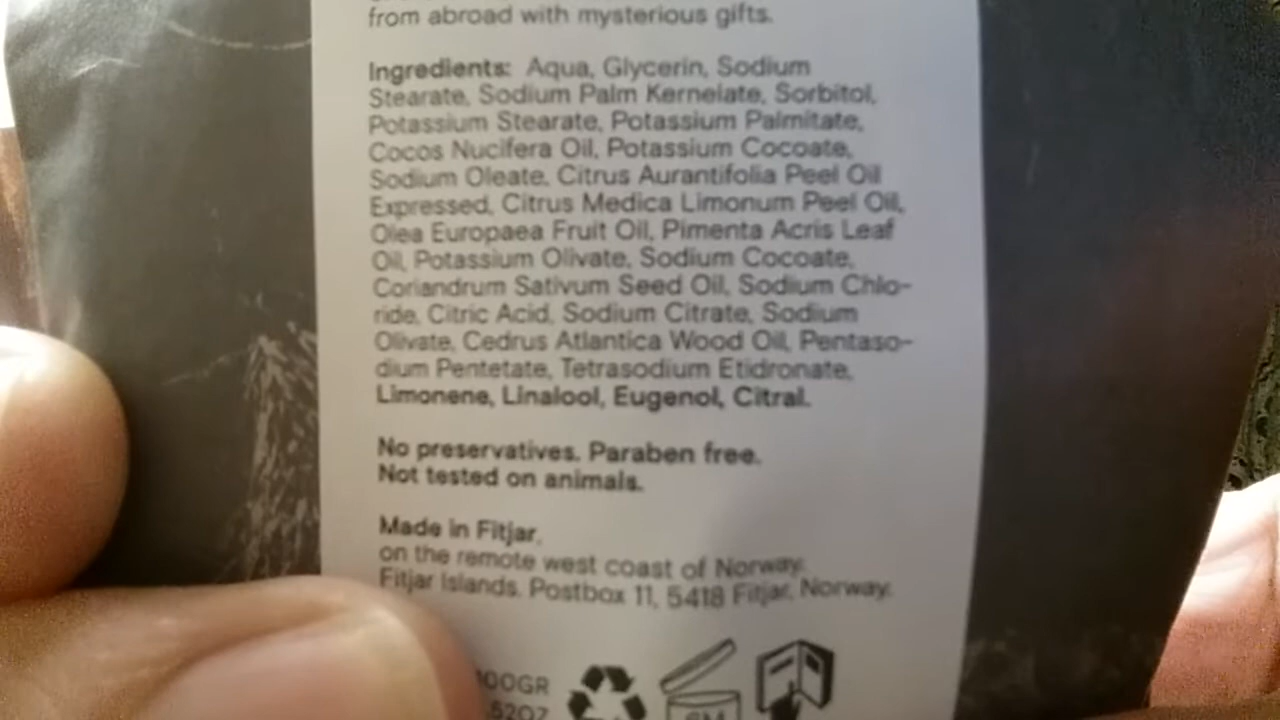 from abroad with mysterious gifts.
Ingredients: Aqua, Glycerin, Sodium
Stearate, Sodium Palm Kernelate, Sorbitol,
Potassium Stearate, Potassium Palmitate,
Cocos Nucifera Oil, Potassium Cocoate,
Sodium Oleate, Citrus Aurantifolia Peel Oil
Expressed, Citrus Medica Limonum Peel Oil,
Olea Europaea Fruit Oil, Pimenta Acris Leaf
Oil, Potassium Olivate, Sodium Cocoate,
Coriandrum Sativum Seed Oil, Sodium Chlo-
ride, Citric Acid, Sodium Citrate, Sodium
Olivate, Cedrus Atlantica Wood Oil, Pentaso-
dium Pentetate, Tetrasodium Etidronate,
Limonene, Linalool, Eugenol, Citral.
No preservatives. Paraben free.
Not tested on animals.
Made in Fitjar,
on the remote west coast of Norway.
Fitjar Islands. Postbox 11, 5418 Fitjar, Norway.
00GR
52OZ